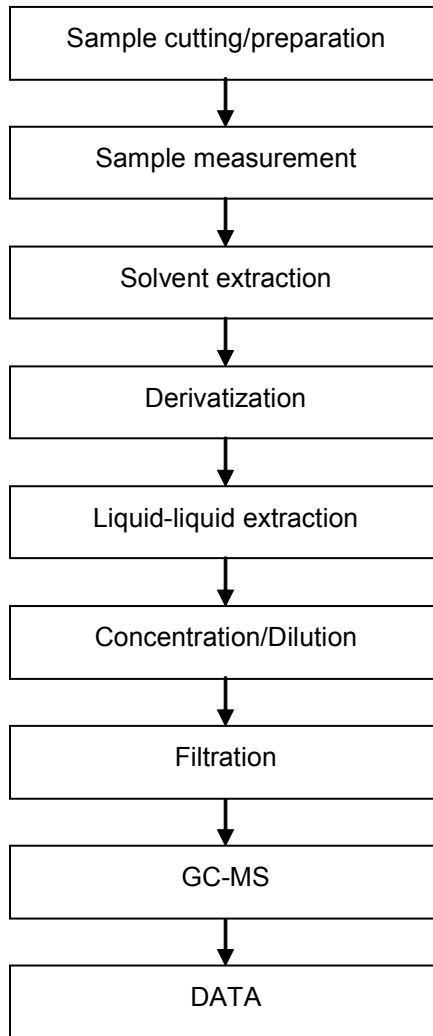 Sample cutting/preparation
Sample measurement
Solvent extraction
Derivatization
Liquid-liquid extraction
Concentration/Dilution
Filtration
GC-MS
DATA